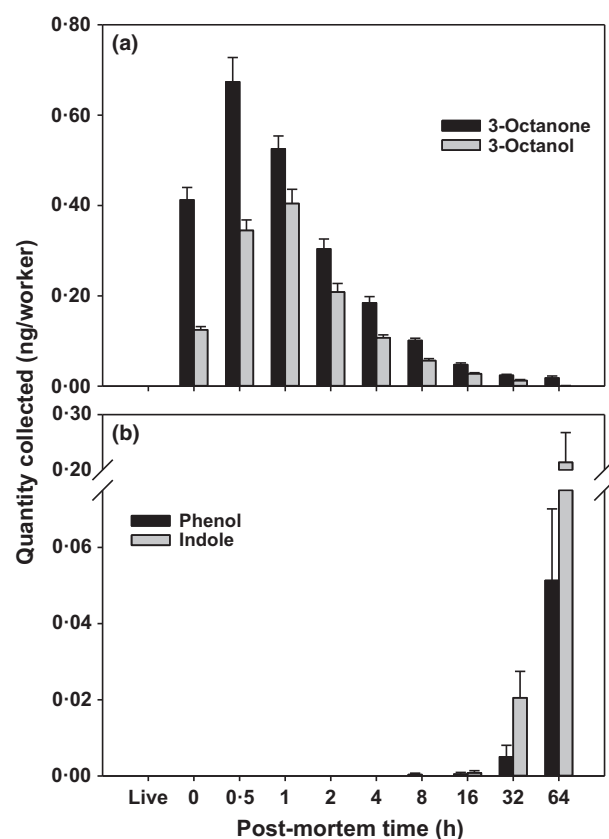 0·80
(a)
3-Octanone
3-Octanol
0·60
0·40
0·20
0·00
Quantity collected (ng/worker)
0·30
(b)
0·20
Phenol
Indole
0·06
0·04
0·02
0·00
Live 0 0·5 1 2 4 8 16 32 64
Post-mortem time (h)